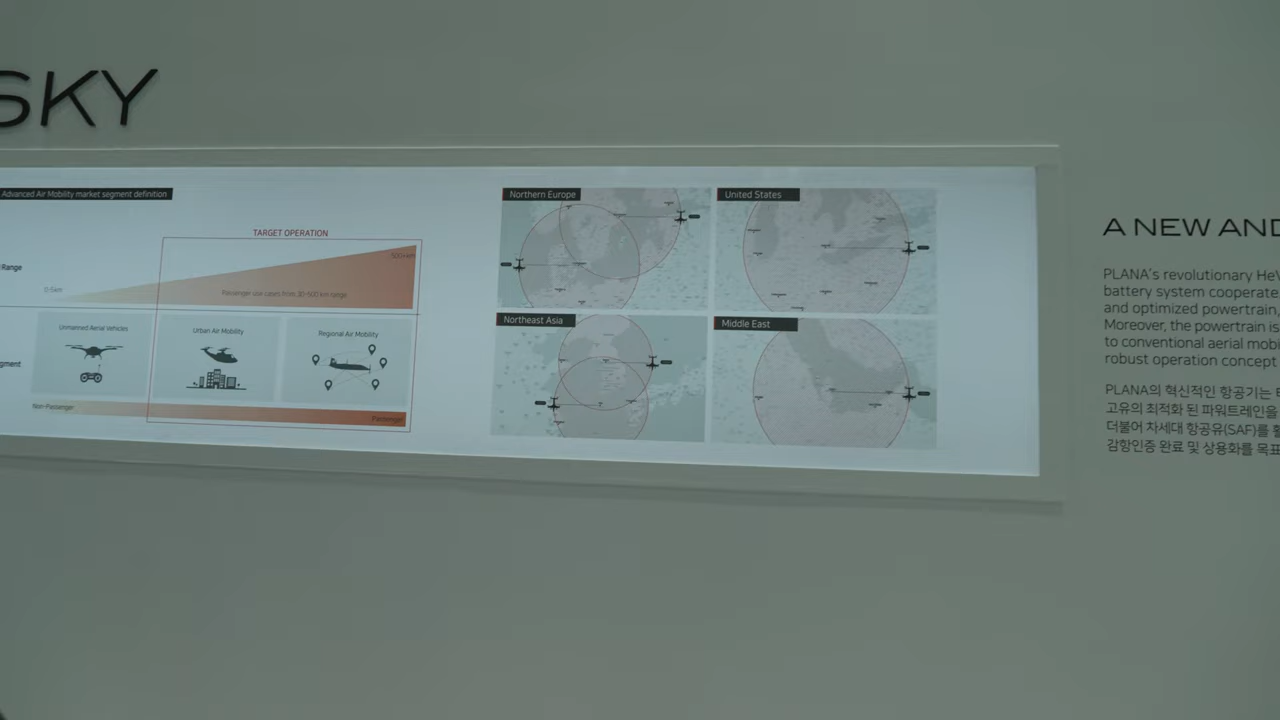 SKY
Advanced Air Mobility market segment definition
TARGET OPERATION
Range
0-5km
500+km
Passenger size cases from 30~500 km range
Unmanned Aerial Vehicles
Urban Air Mobility
Regional Air Mobility
gment
Non-Passenger
Passenger
Northern Europe
United States
Northeast Asia
Middle East
A NEW AND
PLANA's revolutionary HeV
battery system cooperate
and optimized powertrain,
Moreover, the powertrain is
to conventional aerial mobi
robust operation concept
PLANA의 혁신적인 항공기는
고유의 최적화 된 파워트레인을
더불어 차세대 항공유(SAF)를 활
감항인증 완료 및 상용화를 목표